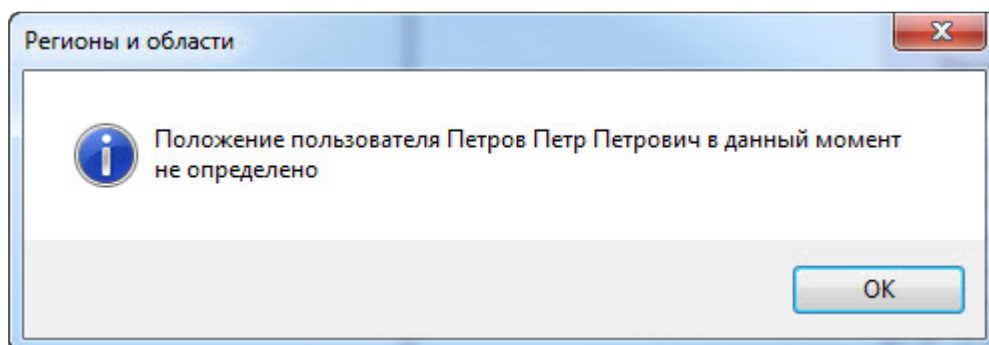 Регионы и области
Положение пользователя Петров Петр Петрович в данный момент
не определено
OK